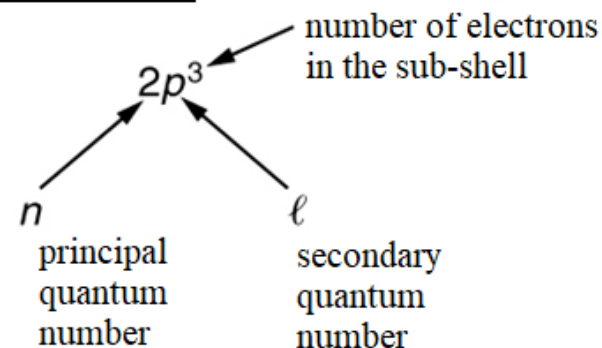 number of electrons
in the sub-shell
2p³
n
ℓ
principal
quantum
number
secondary
quantum
number